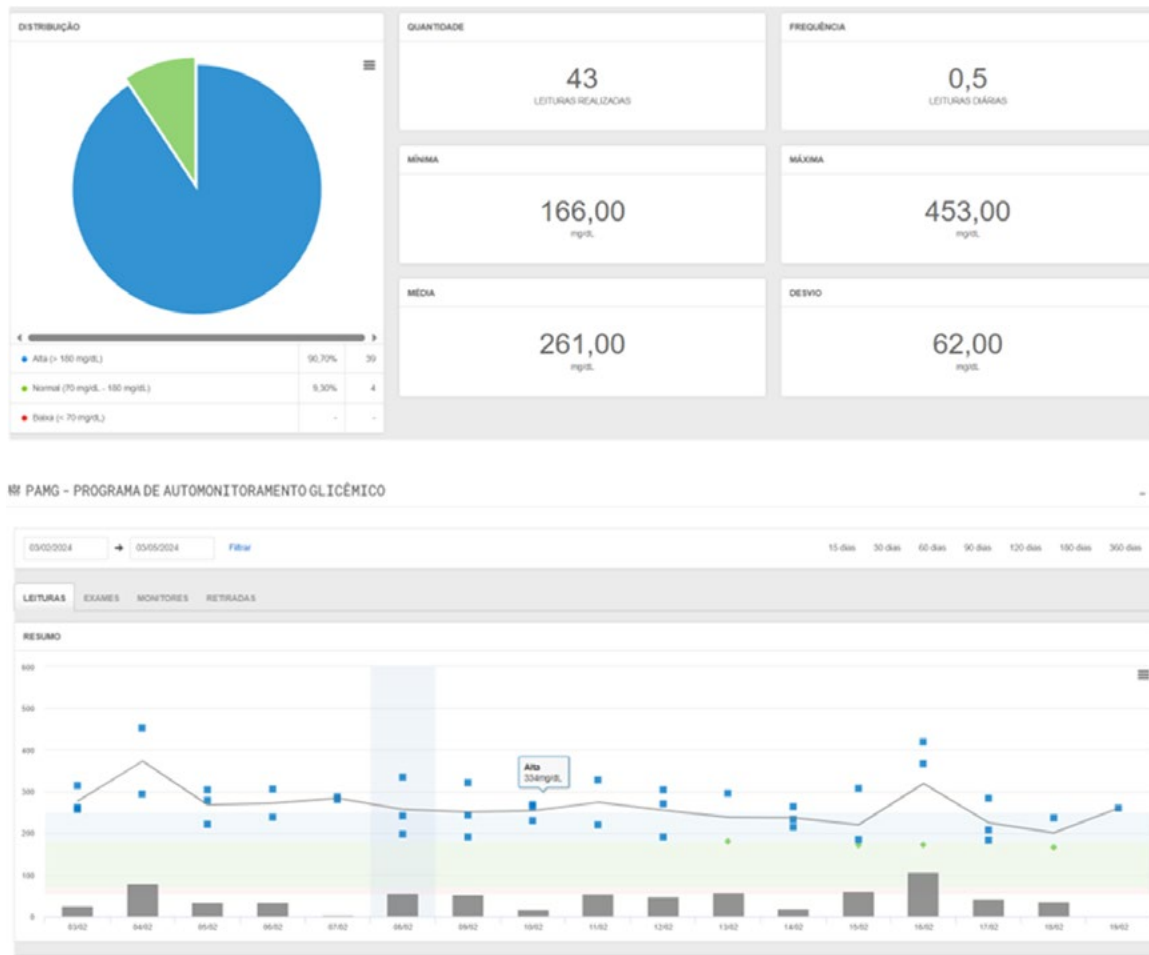 DISTRIBUIÇÃO
QUANTIDADE
FREQUÊNCIA
43
LEITURAS REALIZADAS
0,5
LEITURAS DIÁRIAS
MÍNIMA
MÁXIMA
166,00
mg/dL
453,00
mg/dL
MÉDIA
DESVIO
261,00
mg/dL
62,00
mg/dL
Alta (> 180 mg/dL) 90,70% 39
Normal (70 mg/dL - 180 mg/dL) 9,30% 4
Baixa (< 70 mg/dL) - -
PAMG - PROGRAMA DE AUTOMONITORAMENTO GLICÊMICO
03/02/2024 → 03/05/2024 Filtrar
15 dias 30 dias 60 dias 90 dias 120 dias 180 dias 360 dias
LEITURAS EXAMES MONITORES RETIRADAS
RESUMO
600
500
400
Alta
334mg/dL
300
200
100
0
03/02 04/02 05/02 06/02 07/02 08/02 09/02 10/02 11/02 12/02 13/02 14/02 15/02 16/02 17/02 18/02 19/02